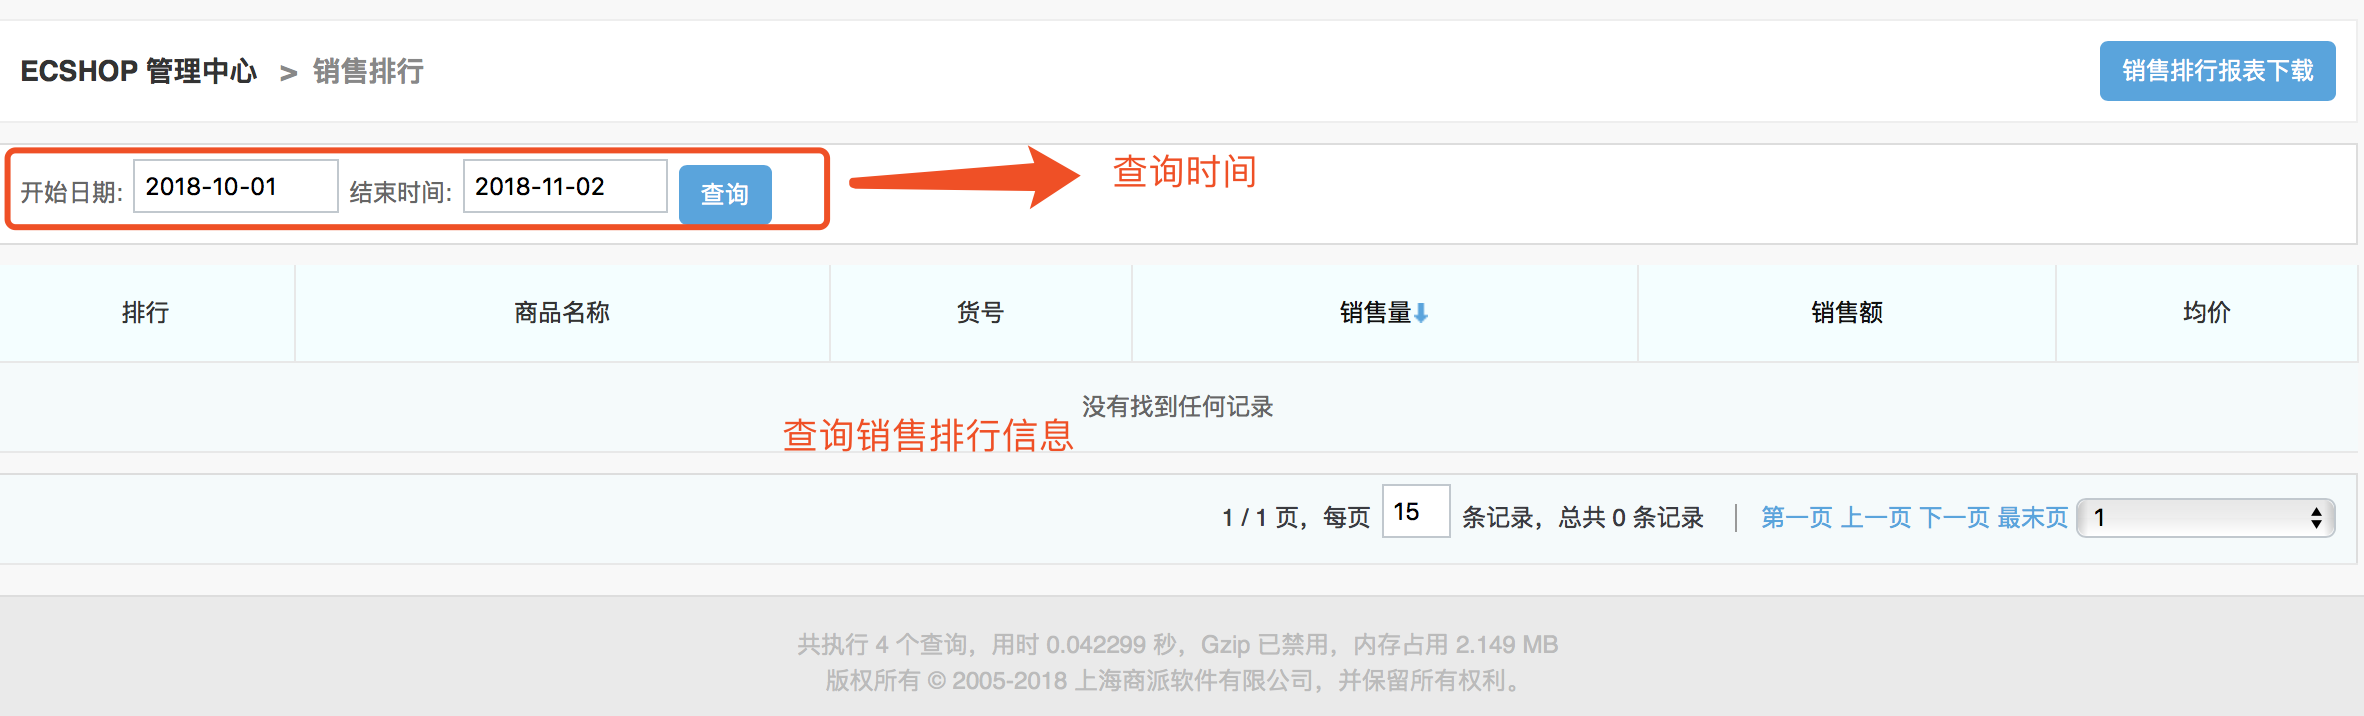 ECSHOP 管理中心 > 销售排行
销售排行报表下载
开始日期: 2018-10-01 结束时间: 2018-11-02 查询
查询时间
排行 商品名称 货号 销售量 销售额 均价
没有找到任何记录
查询销售排行信息
1 / 1 页，每页 15 条记录，总共 0 条记录 | 第一页 上一页 下一页 最末页 1
共执行 4 个查询，用时 0.042299 秒，Gzip 已禁用，内存占用 2.149 MB
版权所有 © 2005-2018 上海商派软件有限公司，并保留所有权利。